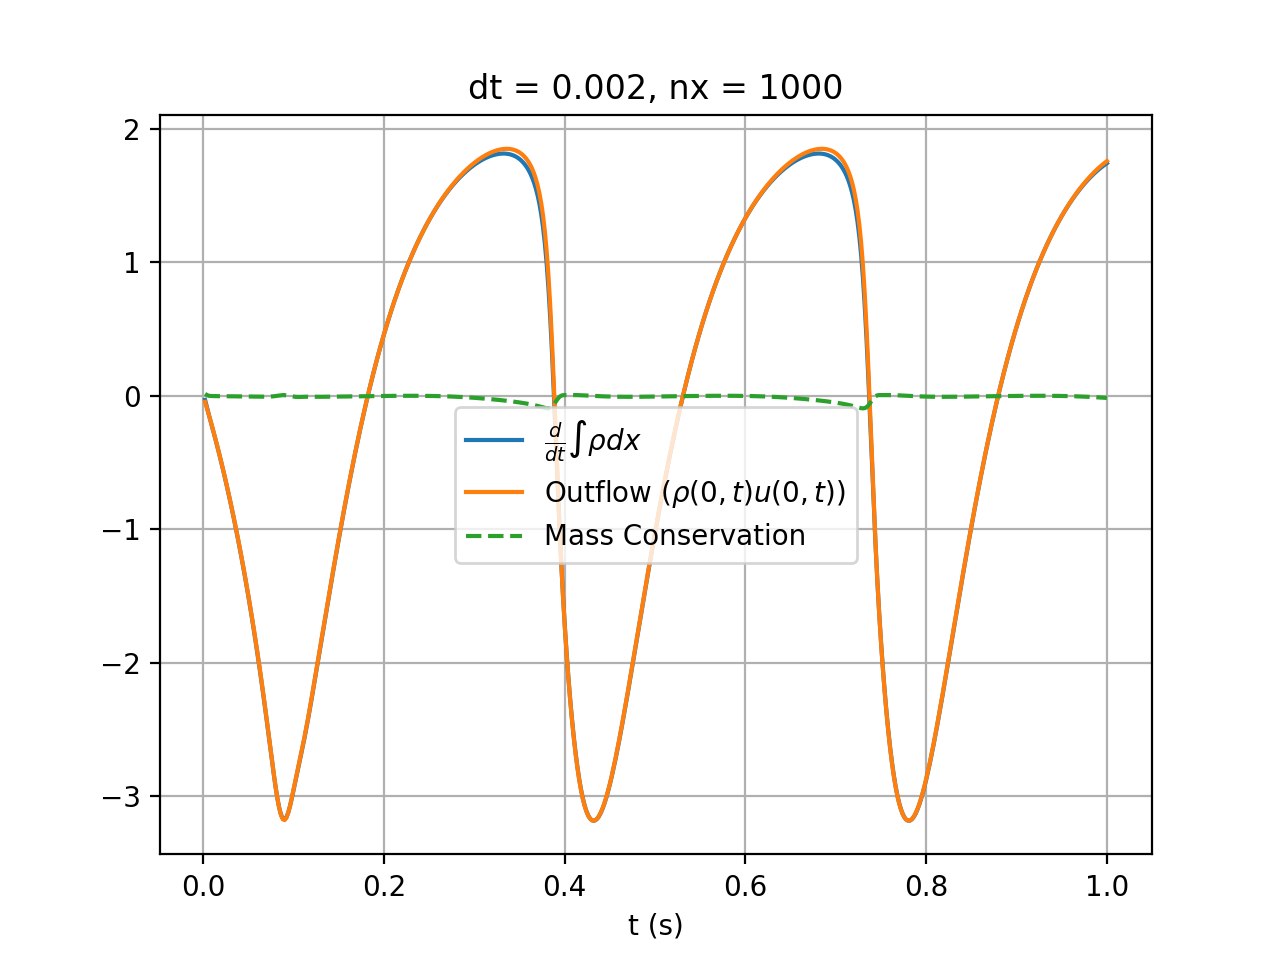 dt = 0.002, nx = 1000
2
1
0
−1
−2
−3
d/dt ∫ρdx
Outflow (ρ(0, t)u(0, t))
Mass Conservation
0.0 0.2 0.4 0.6 0.8 1.0
t (s)